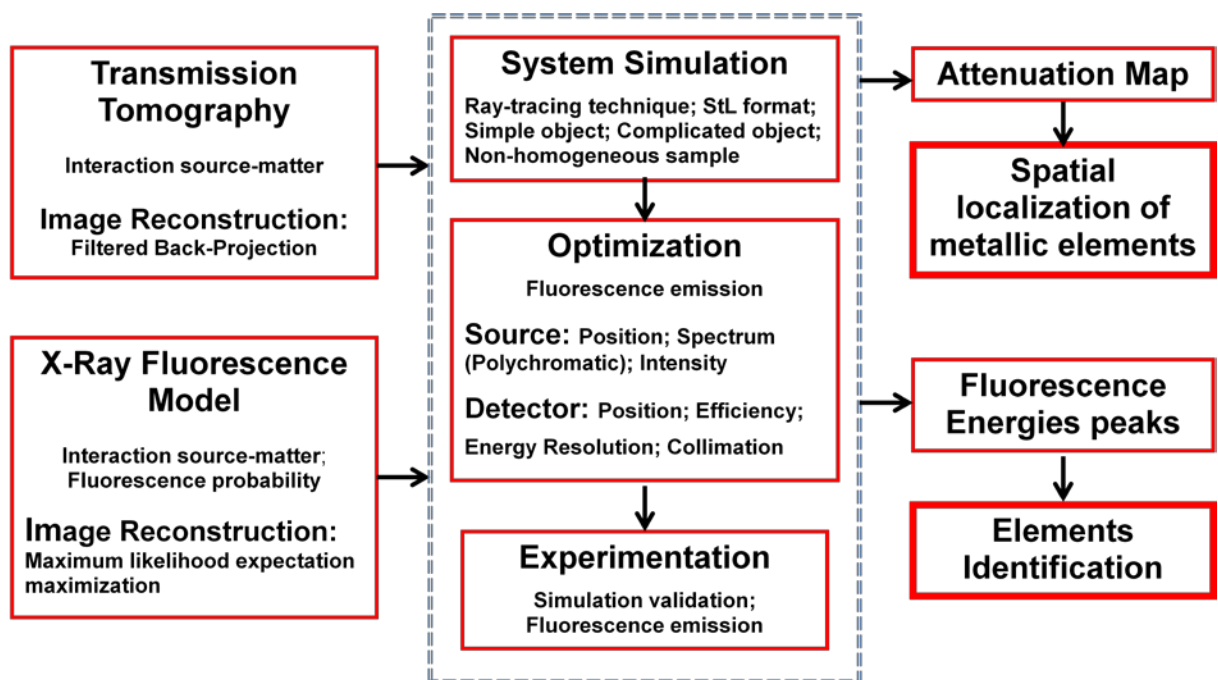 Transmission
Tomography
Interaction source-matter
Image Reconstruction:
Filtered Back-Projection
X-Ray Fluorescence
Model
Interaction source-matter;
Fluorescence probability
Image Reconstruction:
Maximum likelihood expectation
maximization
System Simulation
Ray-tracing technique; StL format;
Simple object; Complicated object;
Non-homogeneous sample
Optimization
Fluorescence emission
Source: Position; Spectrum
(Polychromatic); Intensity
Detector: Position; Efficiency;
Energy Resolution; Collimation
Experimentation
Simulation validation;
Fluorescence emission
Attenuation Map
Spatial
localization of
metallic elements
Fluorescence
Energies peaks
Elements
Identification